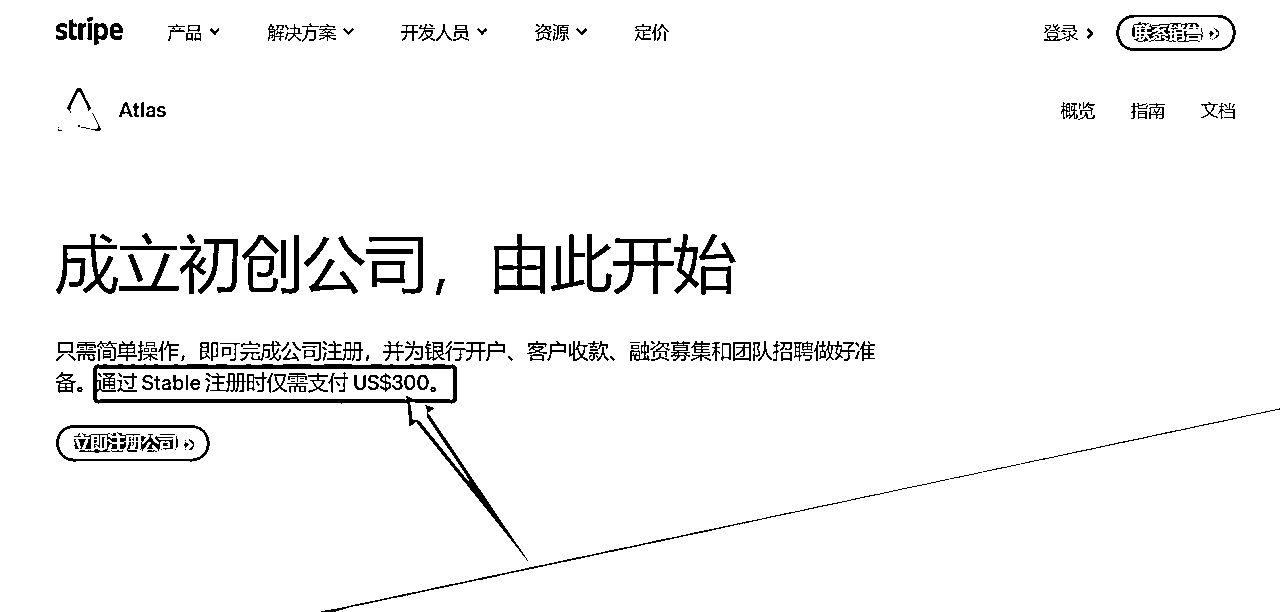 stripe 产品 解决方案 开发人员 资源 定价 登录 联系销售
Atlas 概览 指南 文档
成立初创公司，由此开始
只需简单操作，即可完成公司注册，并为银行开户、客户收款、融资募集和团队招聘做好准
备。通过 Stable 注册时仅需支付 US$300。
立即注册公司